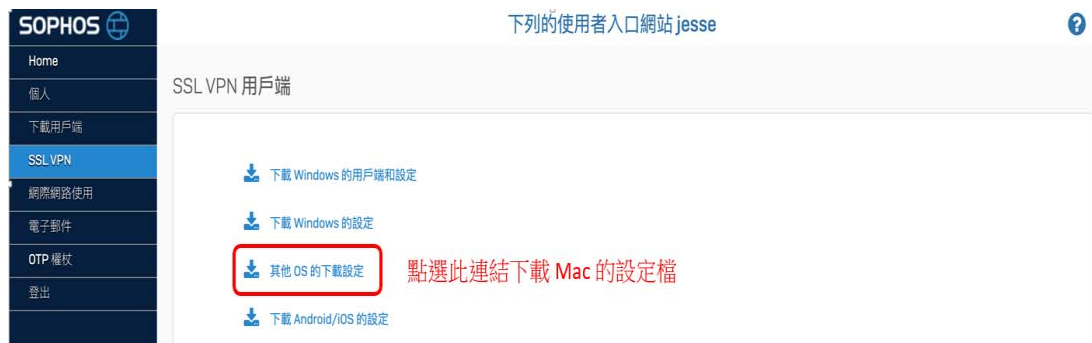 SOPHOS
下列的使用者入口網站 jesse
?
Home
個人
下載用戶端
SSL VPN
網際網路使用
電子郵件
OTP 權杖
登出
SSL VPN 用戶端
下載 Windows 的用戶端和設定
下載 Windows 的設定
其他 OS 的下載設定
點選此連結下載 Mac 的設定檔
下載 Android/iOS 的設定